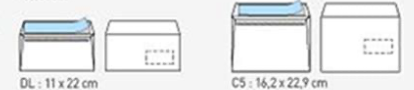 DL : 11 x 22 cm
C5 : 16,2 x 22,9 cm